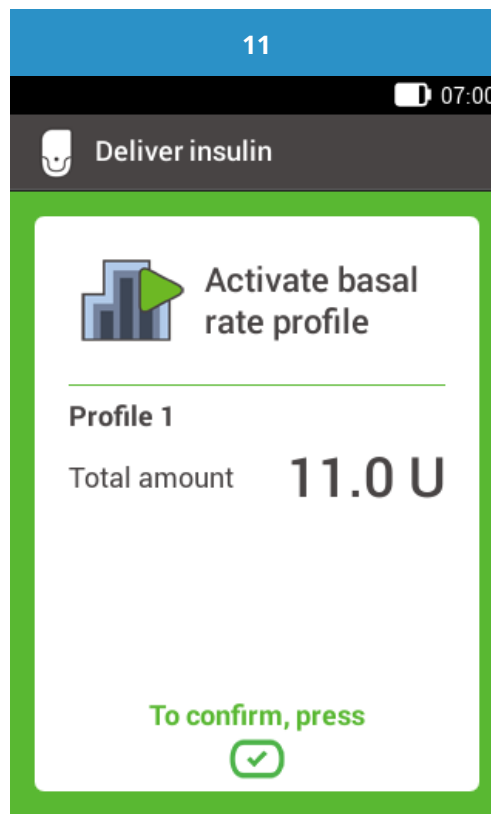 11
07:00
Deliver insulin
Activate basal
rate profile
Profile 1
Total amount 11.0 U
To confirm, press